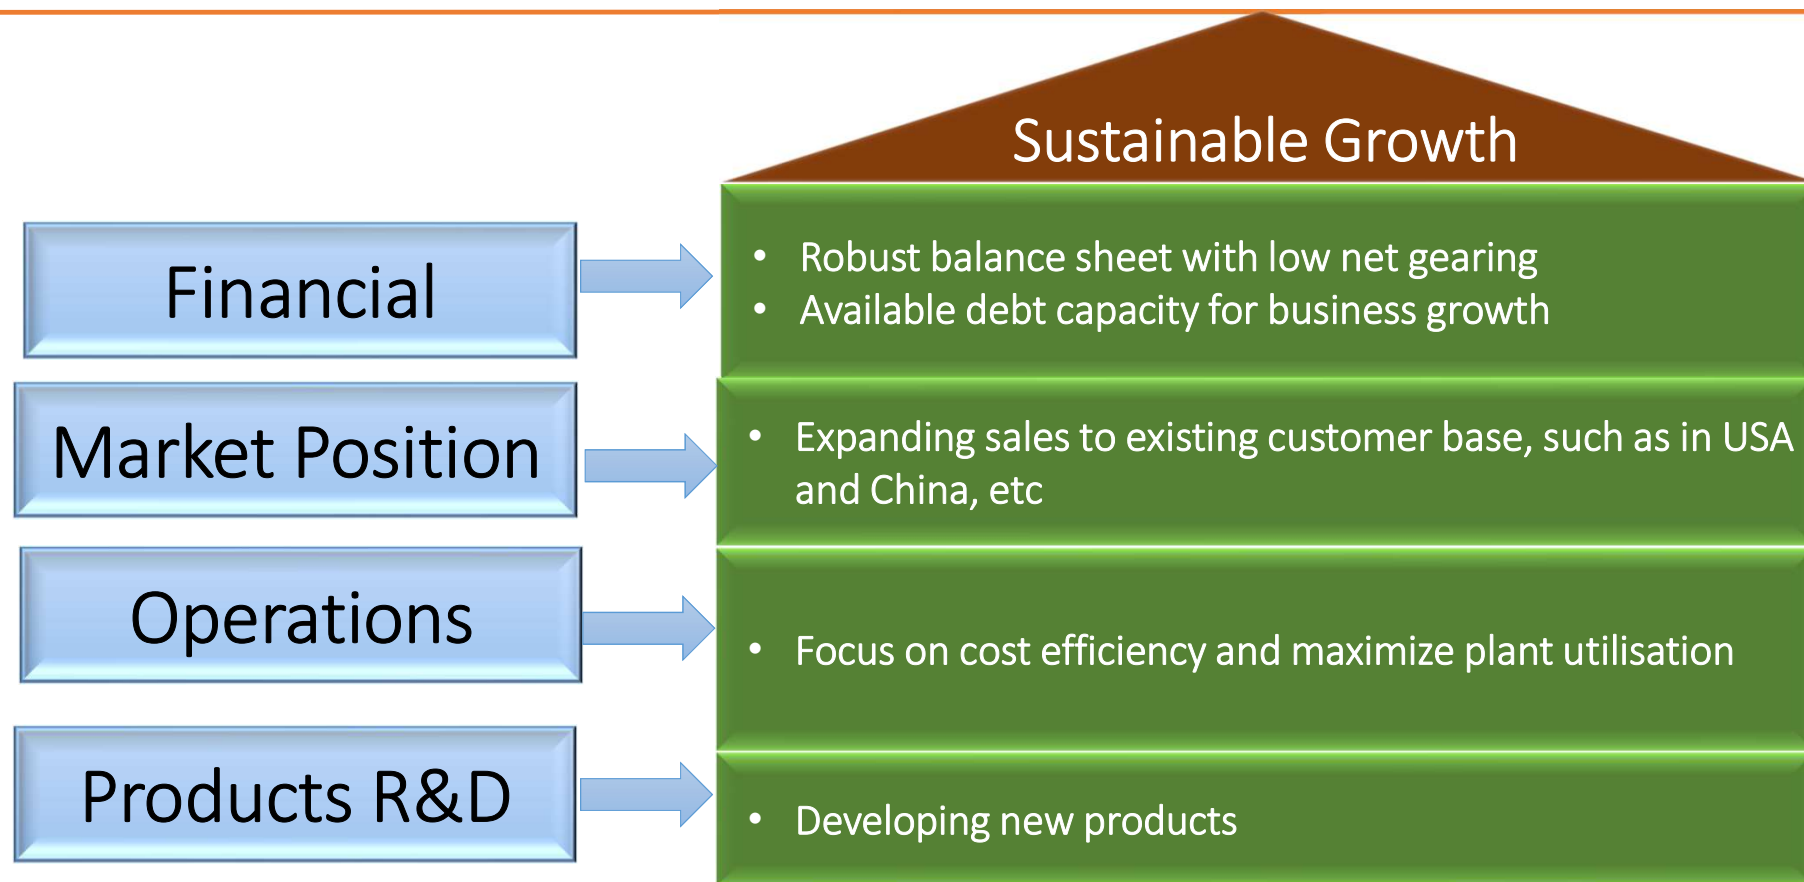 Sustainable Growth
Financial
• Robust balance sheet with low net gearing
• Available debt capacity for business growth
Market Position
• Expanding sales to existing customer base, such as in USA
and China, etc
Operations
• Focus on cost efficiency and maximize plant utilisation
Products R&D
• Developing new products